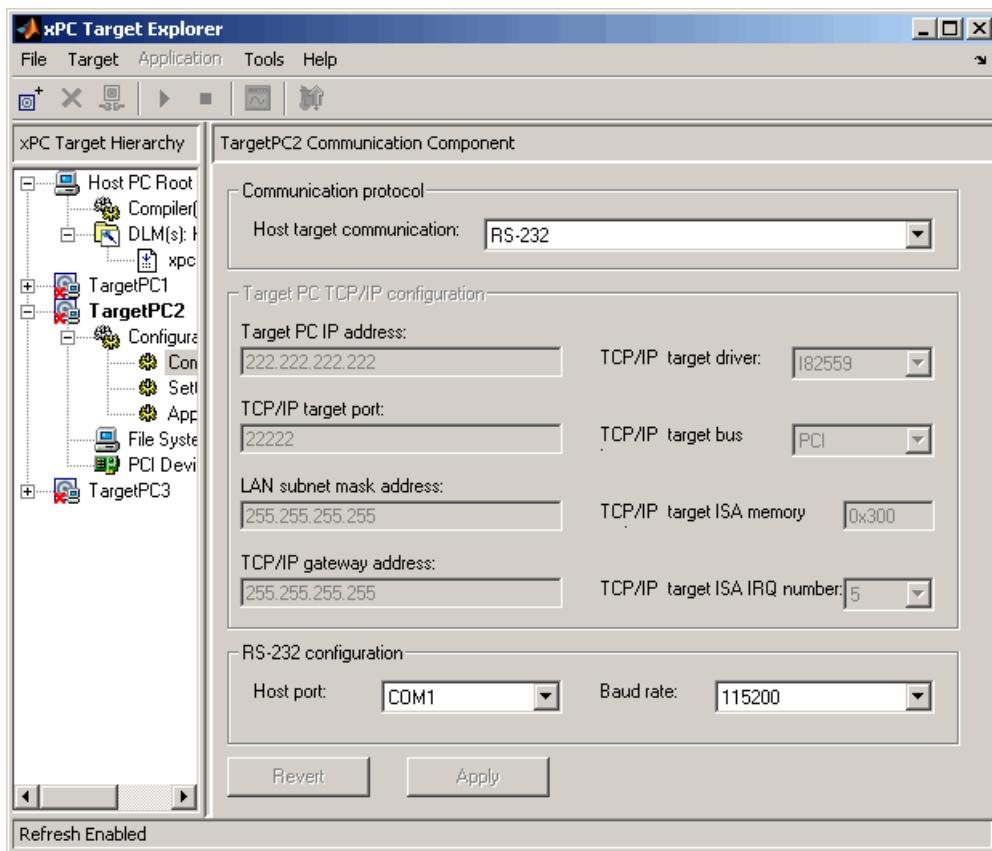 xPC Target Explorer
File Target Application Tools Help
xPC Target Hierarchy
TargetPC2 Communication Component
Host PC Root
Compiler(
DLM(s): H
xpc
TargetPC1
TargetPC2
Configura
Con
Sett
App
File Syste
PCI Devi
TargetPC3
Communication protocol
Host target communication: RS-232
Target PC TCP/IP configuration
Target PC IP address:
222.222.222.222
TCP/IP target driver: I82559
TCP/IP target port:
22222
TCP/IP target bus PCI
LAN subnet mask address:
255.255.255.255
TCP/IP target ISA memory 0x300
TCP/IP gateway address:
255.255.255.255
TCP/IP target ISA IRQ number: 5
RS-232 configuration
Host port: COM1 Baud rate: 115200
Revert Apply
Refresh Enabled